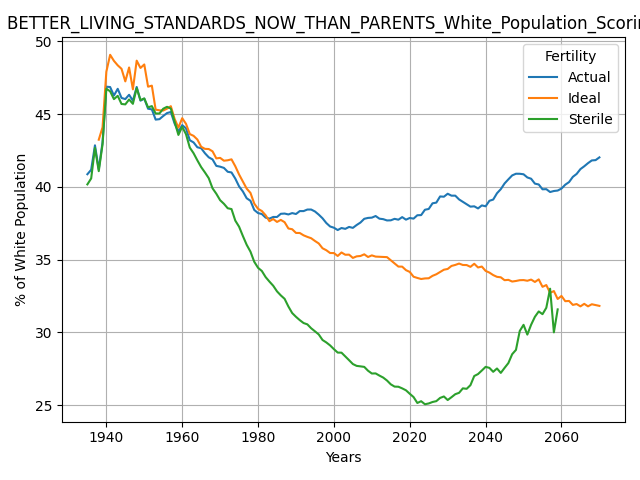 BETTER_LIVING_STANDARDS_NOW_THAN_PARENTS_White_Population_Scorin
Fertility
Actual
Ideal
Sterile
50
45
40
35
30
25
% of White Population
1940 1960 1980 2000 2020 2040 2060
Years